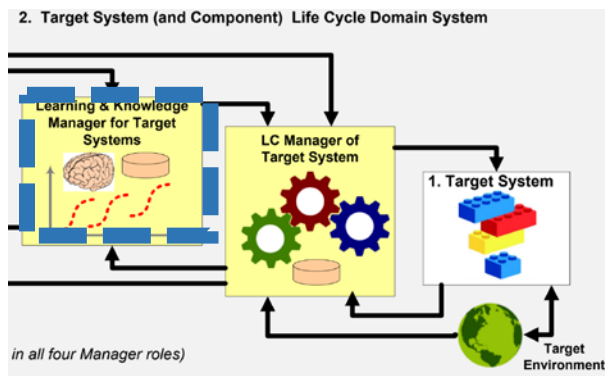 2. Target System (and Component) Life Cycle Domain System
Learning & Knowledge
Manager for Target
Systems
LC Manager of
Target System
1. Target System
Target
Environment
in all four Manager roles)